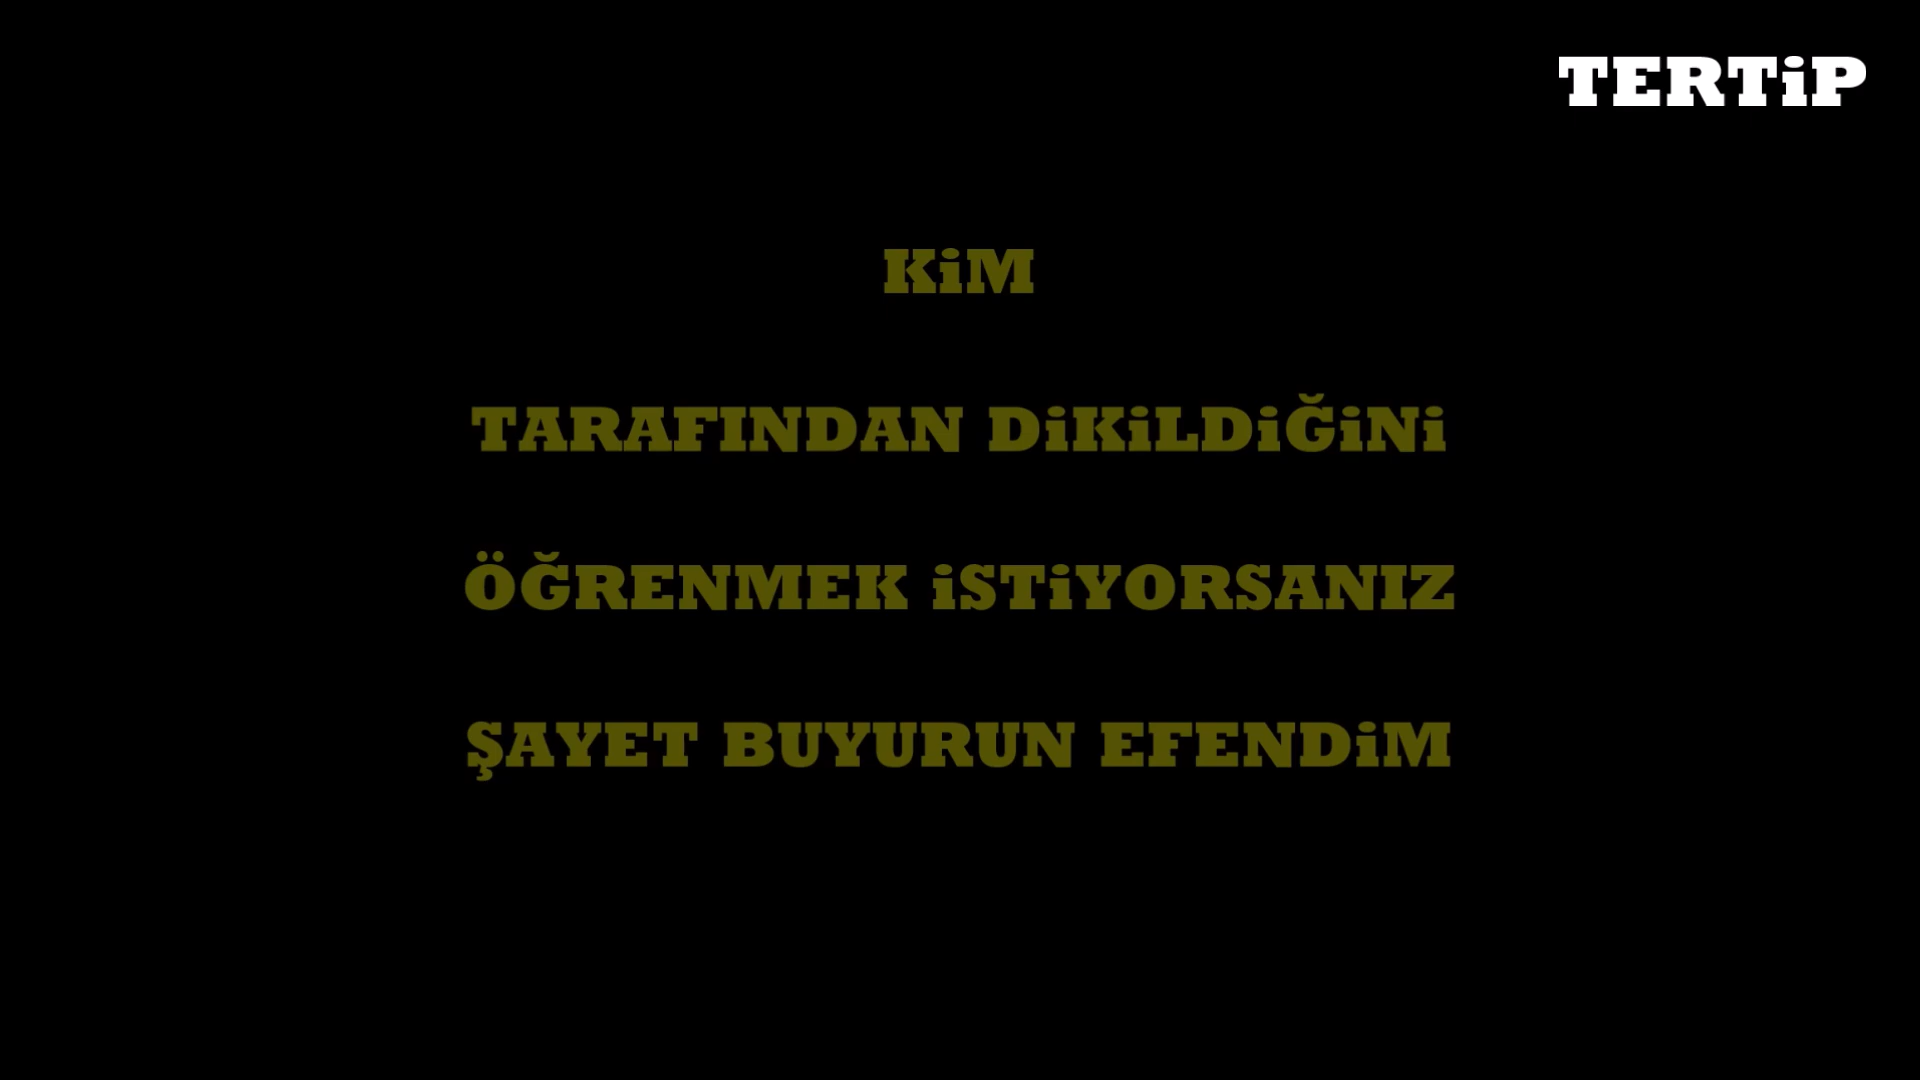 TERTiP
KiM
TARAFINDAN DiKiLDiĞiNi
ÖĞRENMEK iSTiYORSANIZ
ŞAYET BUYURUN EFENDiM